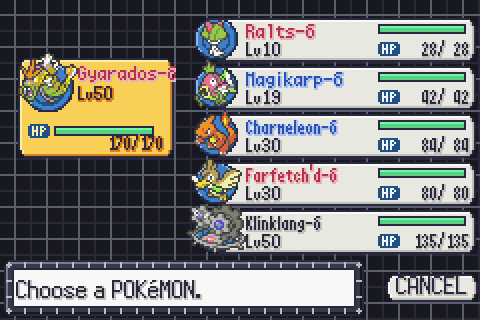 Gyarados-δ
Lv50
HP
170/170
Ralts-δ
Lv10
HP 28/ 28
Magikarp-δ
Lv19
HP 42/ 42
Charmeleon-δ
Lv30
HP 84/ 84
Farfetch'd-δ
Lv30
HP 80/ 80
Klinklang-δ
Lv50
HP 135/135
Choose a POKéMON.
CANCEL